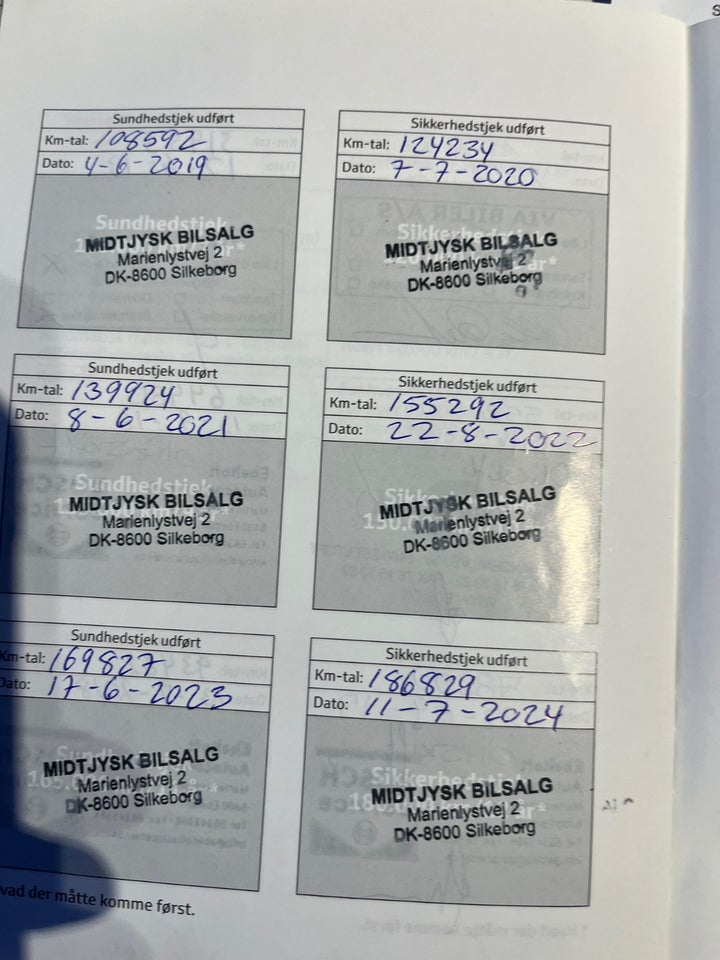 Sundhedstjek udført
Km-tal: 108592
Dato: 4-6-2019
Sundhedstjek
MIDTJYSK BILSALG
Marienlystvej 2
DK-8600 Silkeborg
Sikkerhedstjek udført
Km-tal: 124234
Dato: 7-7-2020
MIDTJYSK BILSALG
Marienlystvej 2
DK-8600 Silkeborg
Sundhedstjek udført
Km-tal: 139924
Dato: 8-6-2021
Sundhedstjek
MIDTJYSK BILSALG
Marienlystvej 2
DK-8600 Silkeborg
Sikkerhedstjek udført
Km-tal: 155292
Dato: 22-8-2022
MIDTJYSK BILSALG
Marienlystvej 2
DK-8600 Silkeborg
Sundhedstjek udført
Km-tal: 169827
Dato: 17-6-2023
MIDTJYSK BILSALG
Marienlystvej 2
DK-8600 Silkeborg
Sikkerhedstjek udført
Km-tal: 186829
Dato: 11-7-2024
Sikkerhedstjek
MIDTJYSK BILSALG
Marienlystvej 2
DK-8600 Silkeborg
vad der måtte komme først.